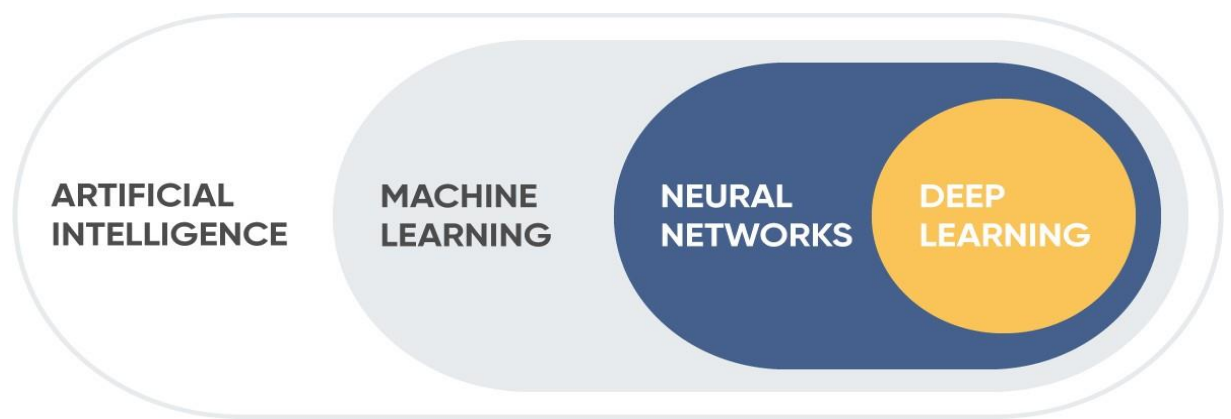 ARTIFICIAL
INTELLIGENCE
MACHINE
LEARNING
NEURAL
NETWORKS
DEEP
LEARNING